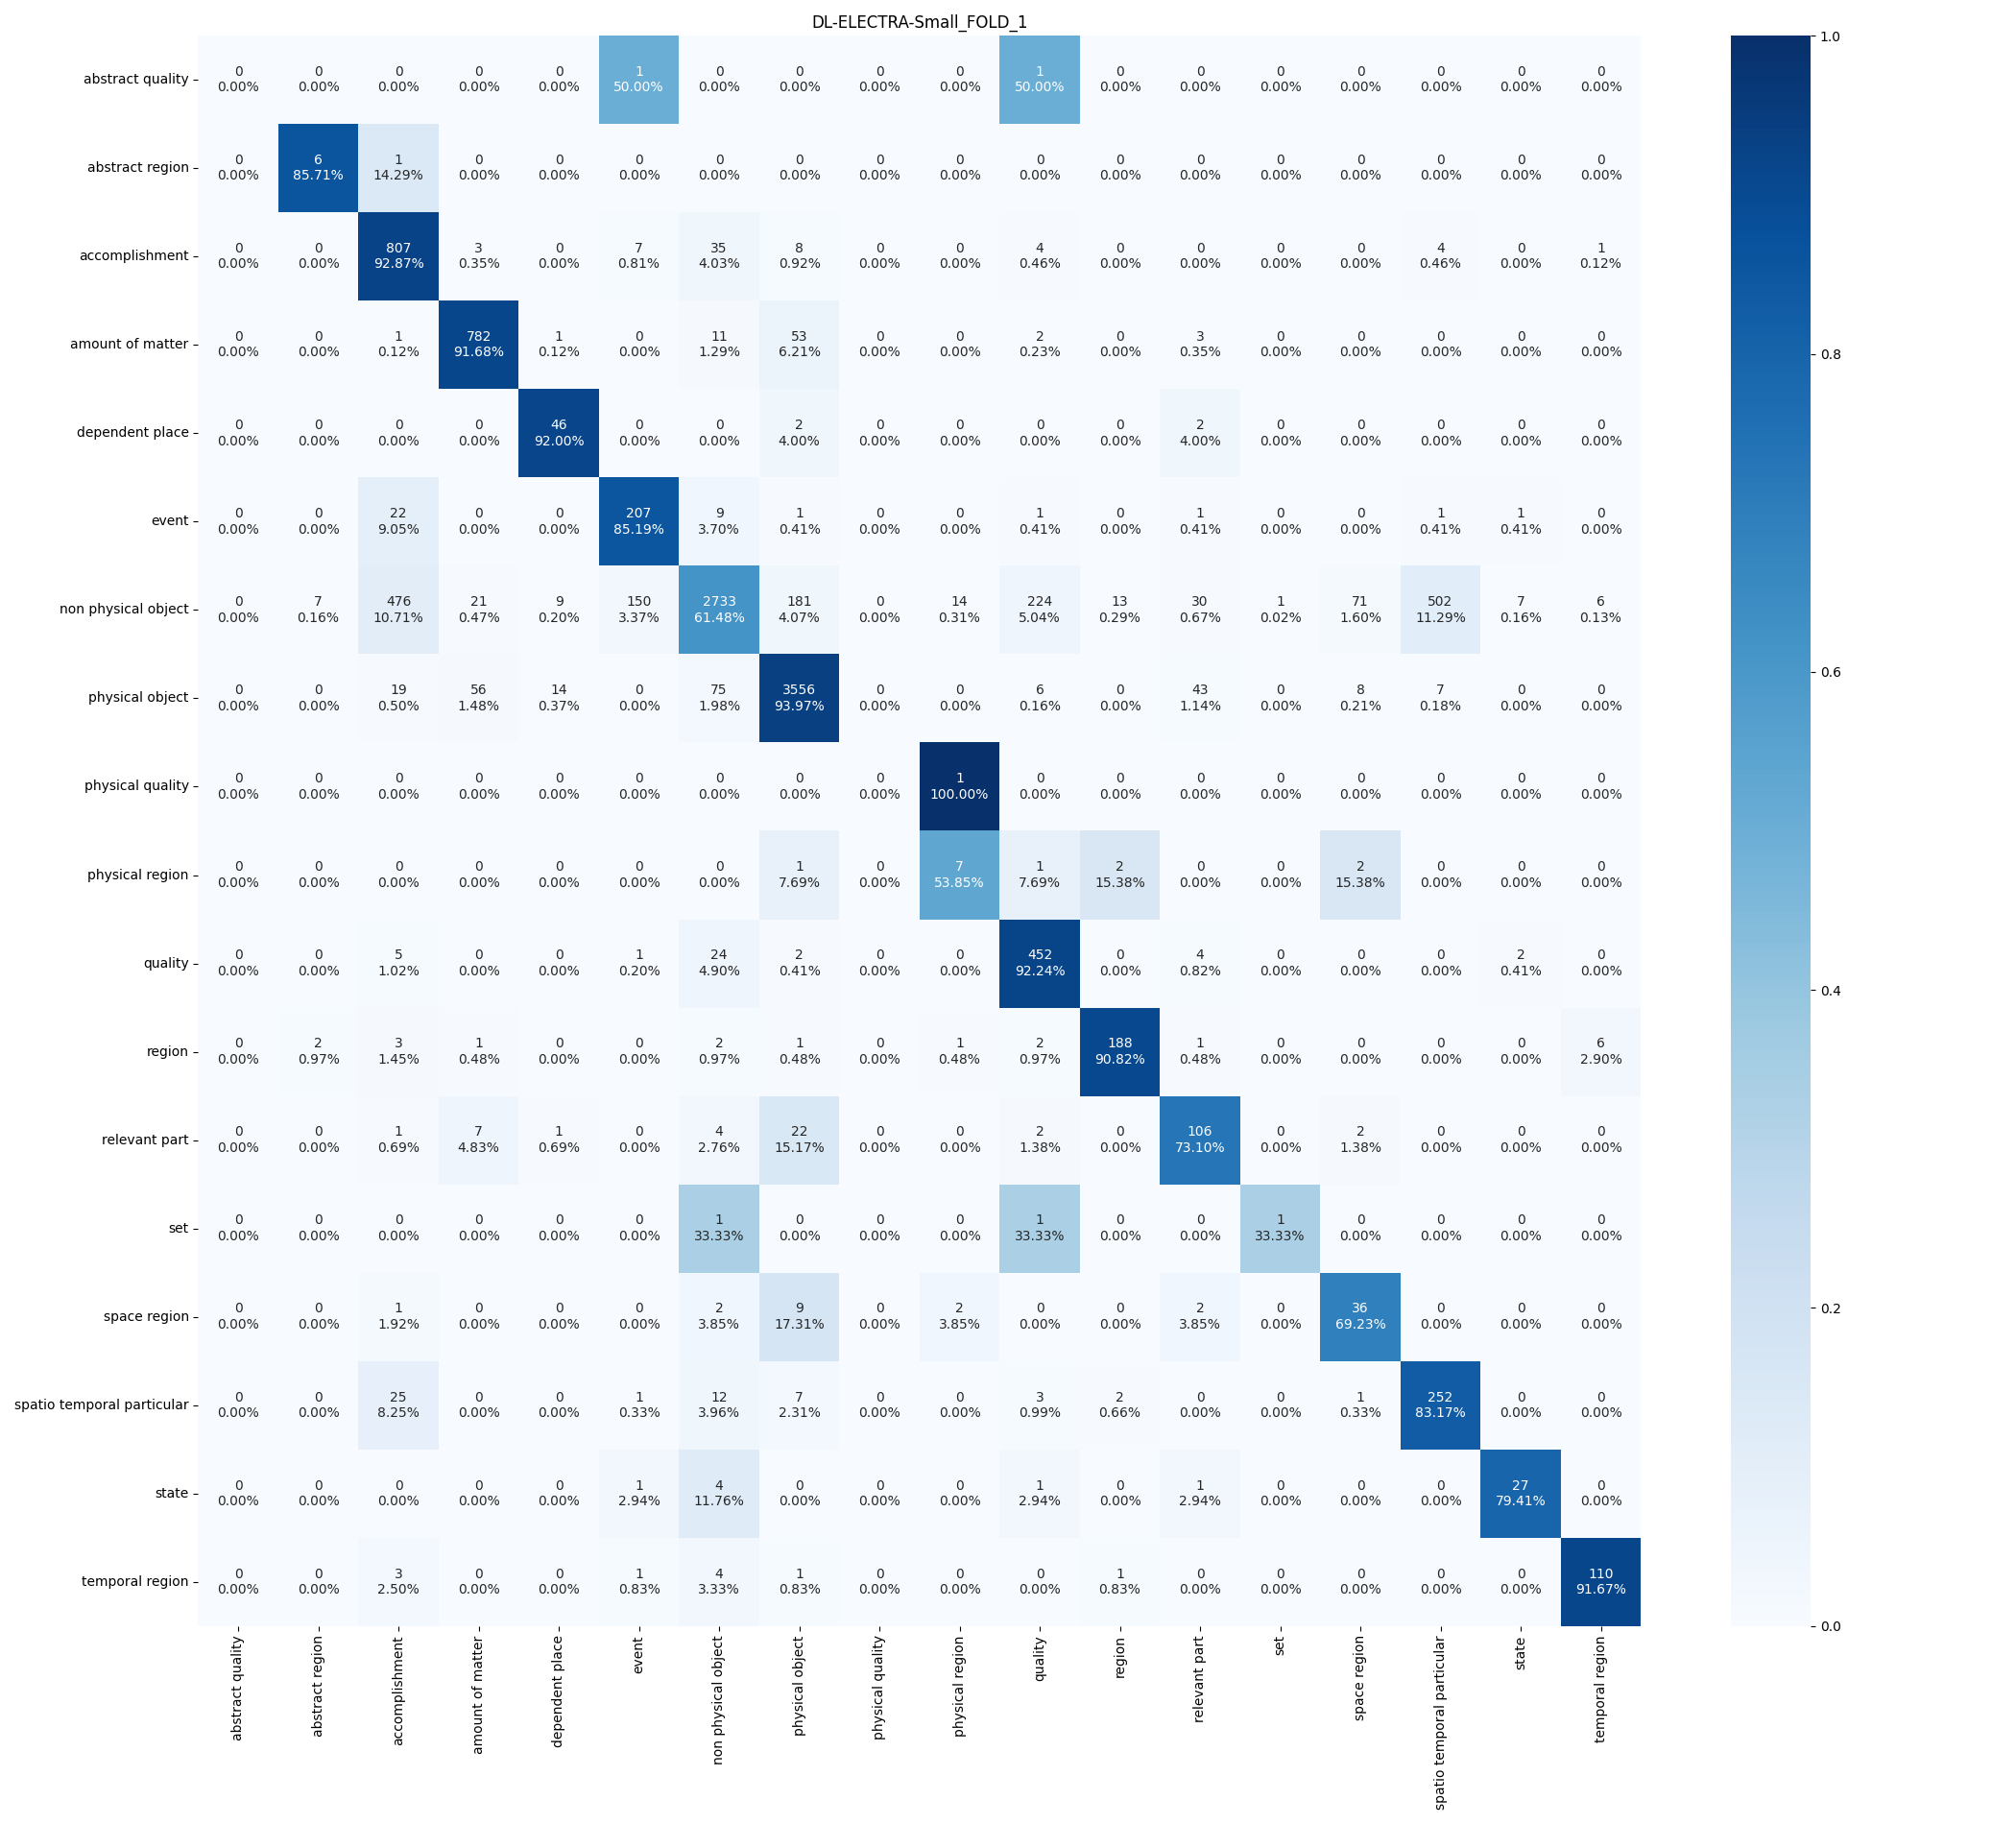 DL-ELECTRA-Small_FOLD_1
abstract quality
0 0 0 0 0 1 0 0 0 0 1 0 0 0 0 0 0 0
0.00% 0.00% 0.00% 0.00% 0.00% 50.00% 0.00% 0.00% 0.00% 0.00% 50.00% 0.00% 0.00% 0.00% 0.00% 0.00% 0.00% 0.00%
abstract region
0 6 1 0 0 0 0 0 0 0 0 0 0 0 0 0 0 0
0.00% 85.71% 14.29% 0.00% 0.00% 0.00% 0.00% 0.00% 0.00% 0.00% 0.00% 0.00% 0.00% 0.00% 0.00% 0.00% 0.00% 0.00%
accomplishment
0 0 807 3 0 7 35 8 0 0 4 0 0 0 0 4 0 1
0.00% 0.00% 92.87% 0.35% 0.00% 0.81% 4.03% 0.92% 0.00% 0.00% 0.46% 0.00% 0.00% 0.00% 0.00% 0.46% 0.00% 0.12%
amount of matter
0 0 1 782 1 0 11 53 0 0 2 0 3 0 0 0 0 0
0.00% 0.00% 0.12% 91.68% 0.12% 0.00% 1.29% 6.21% 0.00% 0.00% 0.23% 0.00% 0.35% 0.00% 0.00% 0.00% 0.00% 0.00%
dependent place
0 0 0 0 46 0 0 2 0 0 0 0 2 0 0 0 0 0
0.00% 0.00% 0.00% 0.00% 92.00% 0.00% 0.00% 4.00% 0.00% 0.00% 0.00% 0.00% 4.00% 0.00% 0.00% 0.00% 0.00% 0.00%
event
0 0 22 0 0 207 9 1 0 0 1 0 1 0 0 1 1 0
0.00% 0.00% 9.05% 0.00% 0.00% 85.19% 3.70% 0.41% 0.00% 0.00% 0.41% 0.00% 0.41% 0.00% 0.00% 0.41% 0.41% 0.00%
non physical object
0 7 476 21 9 150 2733 181 0 14 224 13 30 1 71 502 7 6
0.00% 0.16% 10.71% 0.47% 0.20% 3.37% 61.48% 4.07% 0.00% 0.31% 5.04% 0.29% 0.67% 0.02% 1.60% 11.29% 0.16% 0.13%
physical object
0 0 19 56 14 0 75 3556 0 0 6 0 43 0 8 7 0 0
0.00% 0.00% 0.50% 1.48% 0.37% 0.00% 1.98% 93.97% 0.00% 0.00% 0.16% 0.00% 1.14% 0.00% 0.21% 0.18% 0.00% 0.00%
physical quality
0 0 0 0 0 0 0 0 0 1 0 0 0 0 0 0 0 0
0.00% 0.00% 0.00% 0.00% 0.00% 0.00% 0.00% 0.00% 0.00% 100.00% 0.00% 0.00% 0.00% 0.00% 0.00% 0.00% 0.00% 0.00%
physical region
0 0 0 0 0 0 0 1 0 7 1 2 0 0 2 0 0 0
0.00% 0.00% 0.00% 0.00% 0.00% 0.00% 0.00% 7.69% 0.00% 53.85% 7.69% 15.38% 0.00% 0.00% 15.38% 0.00% 0.00% 0.00%
quality
0 0 5 0 0 1 24 2 0 0 452 0 4 0 0 0 2 0
0.00% 0.00% 1.02% 0.00% 0.00% 0.20% 4.90% 0.41% 0.00% 0.00% 92.24% 0.00% 0.82% 0.00% 0.00% 0.00% 0.41% 0.00%
region
0 2 3 1 0 0 2 1 0 1 2 188 1 0 0 0 0 6
0.00% 0.97% 1.45% 0.48% 0.00% 0.00% 0.97% 0.48% 0.00% 0.48% 0.97% 90.82% 0.48% 0.00% 0.00% 0.00% 0.00% 2.90%
relevant part
0 0 1 7 1 0 4 22 0 0 2 0 106 0 2 0 0 0
0.00% 0.00% 0.69% 4.83% 0.69% 0.00% 2.76% 15.17% 0.00% 0.00% 1.38% 0.00% 73.10% 0.00% 1.38% 0.00% 0.00% 0.00%
set
0 0 0 0 0 0 1 0 0 0 1 0 0 1 0 0 0 0
0.00% 0.00% 0.00% 0.00% 0.00% 0.00% 33.33% 0.00% 0.00% 0.00% 33.33% 0.00% 0.00% 33.33% 0.00% 0.00% 0.00% 0.00%
space region
0 0 1 0 0 0 2 9 0 2 0 0 2 0 36 0 0 0
0.00% 0.00% 1.92% 0.00% 0.00% 0.00% 3.85% 17.31% 0.00% 3.85% 0.00% 0.00% 3.85% 0.00% 69.23% 0.00% 0.00% 0.00%
spatio temporal particular
0 0 25 0 0 1 12 7 0 0 3 2 0 0 1 252 0 0
0.00% 0.00% 8.25% 0.00% 0.00% 0.33% 3.96% 2.31% 0.00% 0.00% 0.99% 0.66% 0.00% 0.00% 0.33% 83.17% 0.00% 0.00%
state
0 0 0 0 0 1 4 0 0 0 1 0 1 0 0 0 27 0
0.00% 0.00% 0.00% 0.00% 0.00% 2.94% 11.76% 0.00% 0.00% 0.00% 2.94% 0.00% 2.94% 0.00% 0.00% 0.00% 79.41% 0.00%
temporal region
0 0 3 0 0 1 4 1 0 0 0 1 0 0 0 0 0 110
0.00% 0.00% 2.50% 0.00% 0.00% 0.83% 3.33% 0.83% 0.00% 0.00% 0.00% 0.83% 0.00% 0.00% 0.00% 0.00% 0.00% 91.67%
abstract quality
abstract region
accomplishment
amount of matter
dependent place
event
non physical object
physical object
physical quality
physical region
quality
region
relevant part
set
space region
spatio temporal particular
state
temporal region
1.0
0.8
0.6
0.4
0.2
0.0